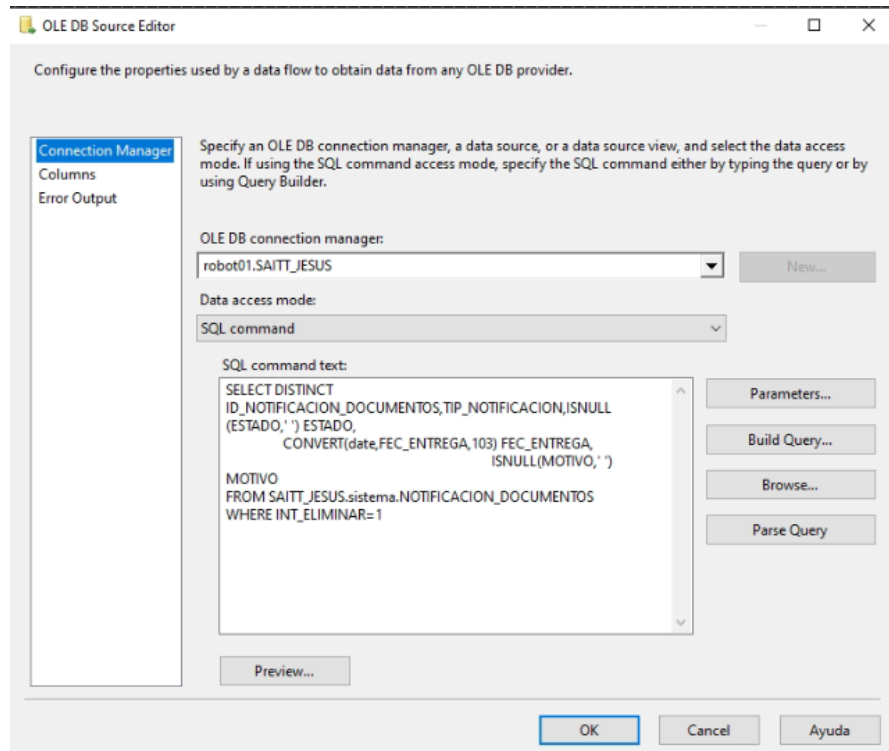 OLE DB Source Editor
Configure the properties used by a data flow to obtain data from any OLE DB provider.
Connection Manager
Columns
Error Output
Specify an OLE DB connection manager, a data source, or a data source view, and select the data access
mode. If using the SQL command access mode, specify the SQL command either by typing the query or by
using Query Builder.
OLE DB connection manager:
robot01.SAITT_JESUS
New...
Data access mode:
SQL command
SQL command text:
SELECT DISTINCT
ID_NOTIFICACION_DOCUMENTOS,TIP_NOTIFICACION,ISNULL
(ESTADO,' ') ESTADO,
CONVERT(date,FEC_ENTREGA,103) FEC_ENTREGA,
ISNULL(MOTIVO,' ')
MOTIVO
FROM SAITT_JESUS.sistema.NOTIFICACION_DOCUMENTOS
WHERE INT_ELIMINAR=1
Parameters...
Build Query...
Browse...
Parse Query
Preview...
OK
Cancel
Ayuda